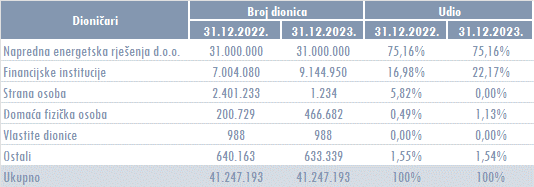 Dioničari Broj dionica Udio
31.12.2022. 31.12.2023. 31.12.2022. 31.12.2023.
Napredna energetska rješenja d.o.o. 31.000.000 31.000.000 75,16% 75,16%
Financijske institucije 7.004.080 9.144.950 16,98% 22,17%
Strana osoba 2.401.233 1.234 5,82% 0,00%
Domaća fizička osoba 200.729 466.682 0,49% 1,13%
Vlastite dionice 988 988 0,00% 0,00%
Ostali 640.163 633.339 1,55% 1,54%
Ukupno 41.247.193 41.247.193 100% 100%